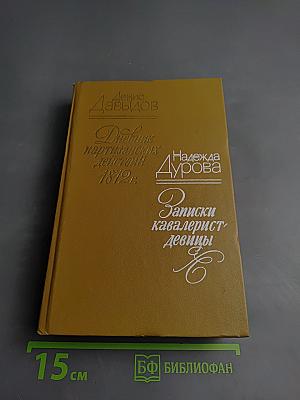 Денис
Давыдов
Дневник
партизанских
действий
1812 г.
Надежда
Дурова
Записки
кавалерист-
девицы
15 см
БФ БИБЛИОФАН